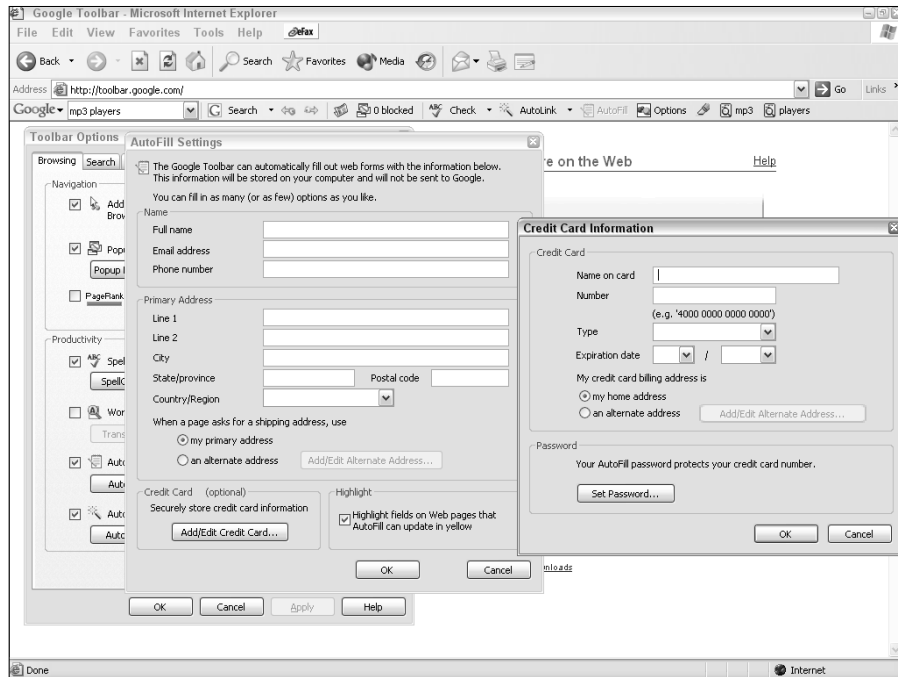 Google Toolbar - Microsoft Internet Explorer
File Edit View Favorites Tools Help eFax
Back Search Favorites Media
Address http://toolbar.google.com/ Go Links
Google mp3 players Search 0 blocked Check AutoLink AutoFill Options mp3 players
Toolbar Options
Browsing Search
Navigation
Add
Brow
Popu
Popup
PageRank
Productivity
Spel
SpellC
Wor
Trans
Auto
Aut
Auto
Auto
OK Cancel Apply Help
AutoFill Settings
The Google Toolbar can automatically fill out web forms with the information below.
This information will be stored on your computer and will not be sent to Google.
You can fill in as many (or as few) options as you like.
Name
Full name
Email address
Phone number
Primary Address
Line 1
Line 2
City
State/province Postal code
Country/Region
When a page asks for a shipping address, use
my primary address
an alternate address Add/Edit Alternate Address...
Credit Card (optional)
Securely store credit card information
Add/Edit Credit Card...
Highlight
Highlight fields on Web pages that
AutoFill can update in yellow
OK Cancel
re on the Web Help
Credit Card Information
Credit Card
Name on card
Number
(e.g. '4000 0000 0000 0000')
Type
Expiration date /
My credit card billing address is
my home address
an alternate address Add/Edit Alternate Address...
Password
Your AutoFill password protects your credit card number.
Set Password...
OK Cancel
nloads
Done Internet